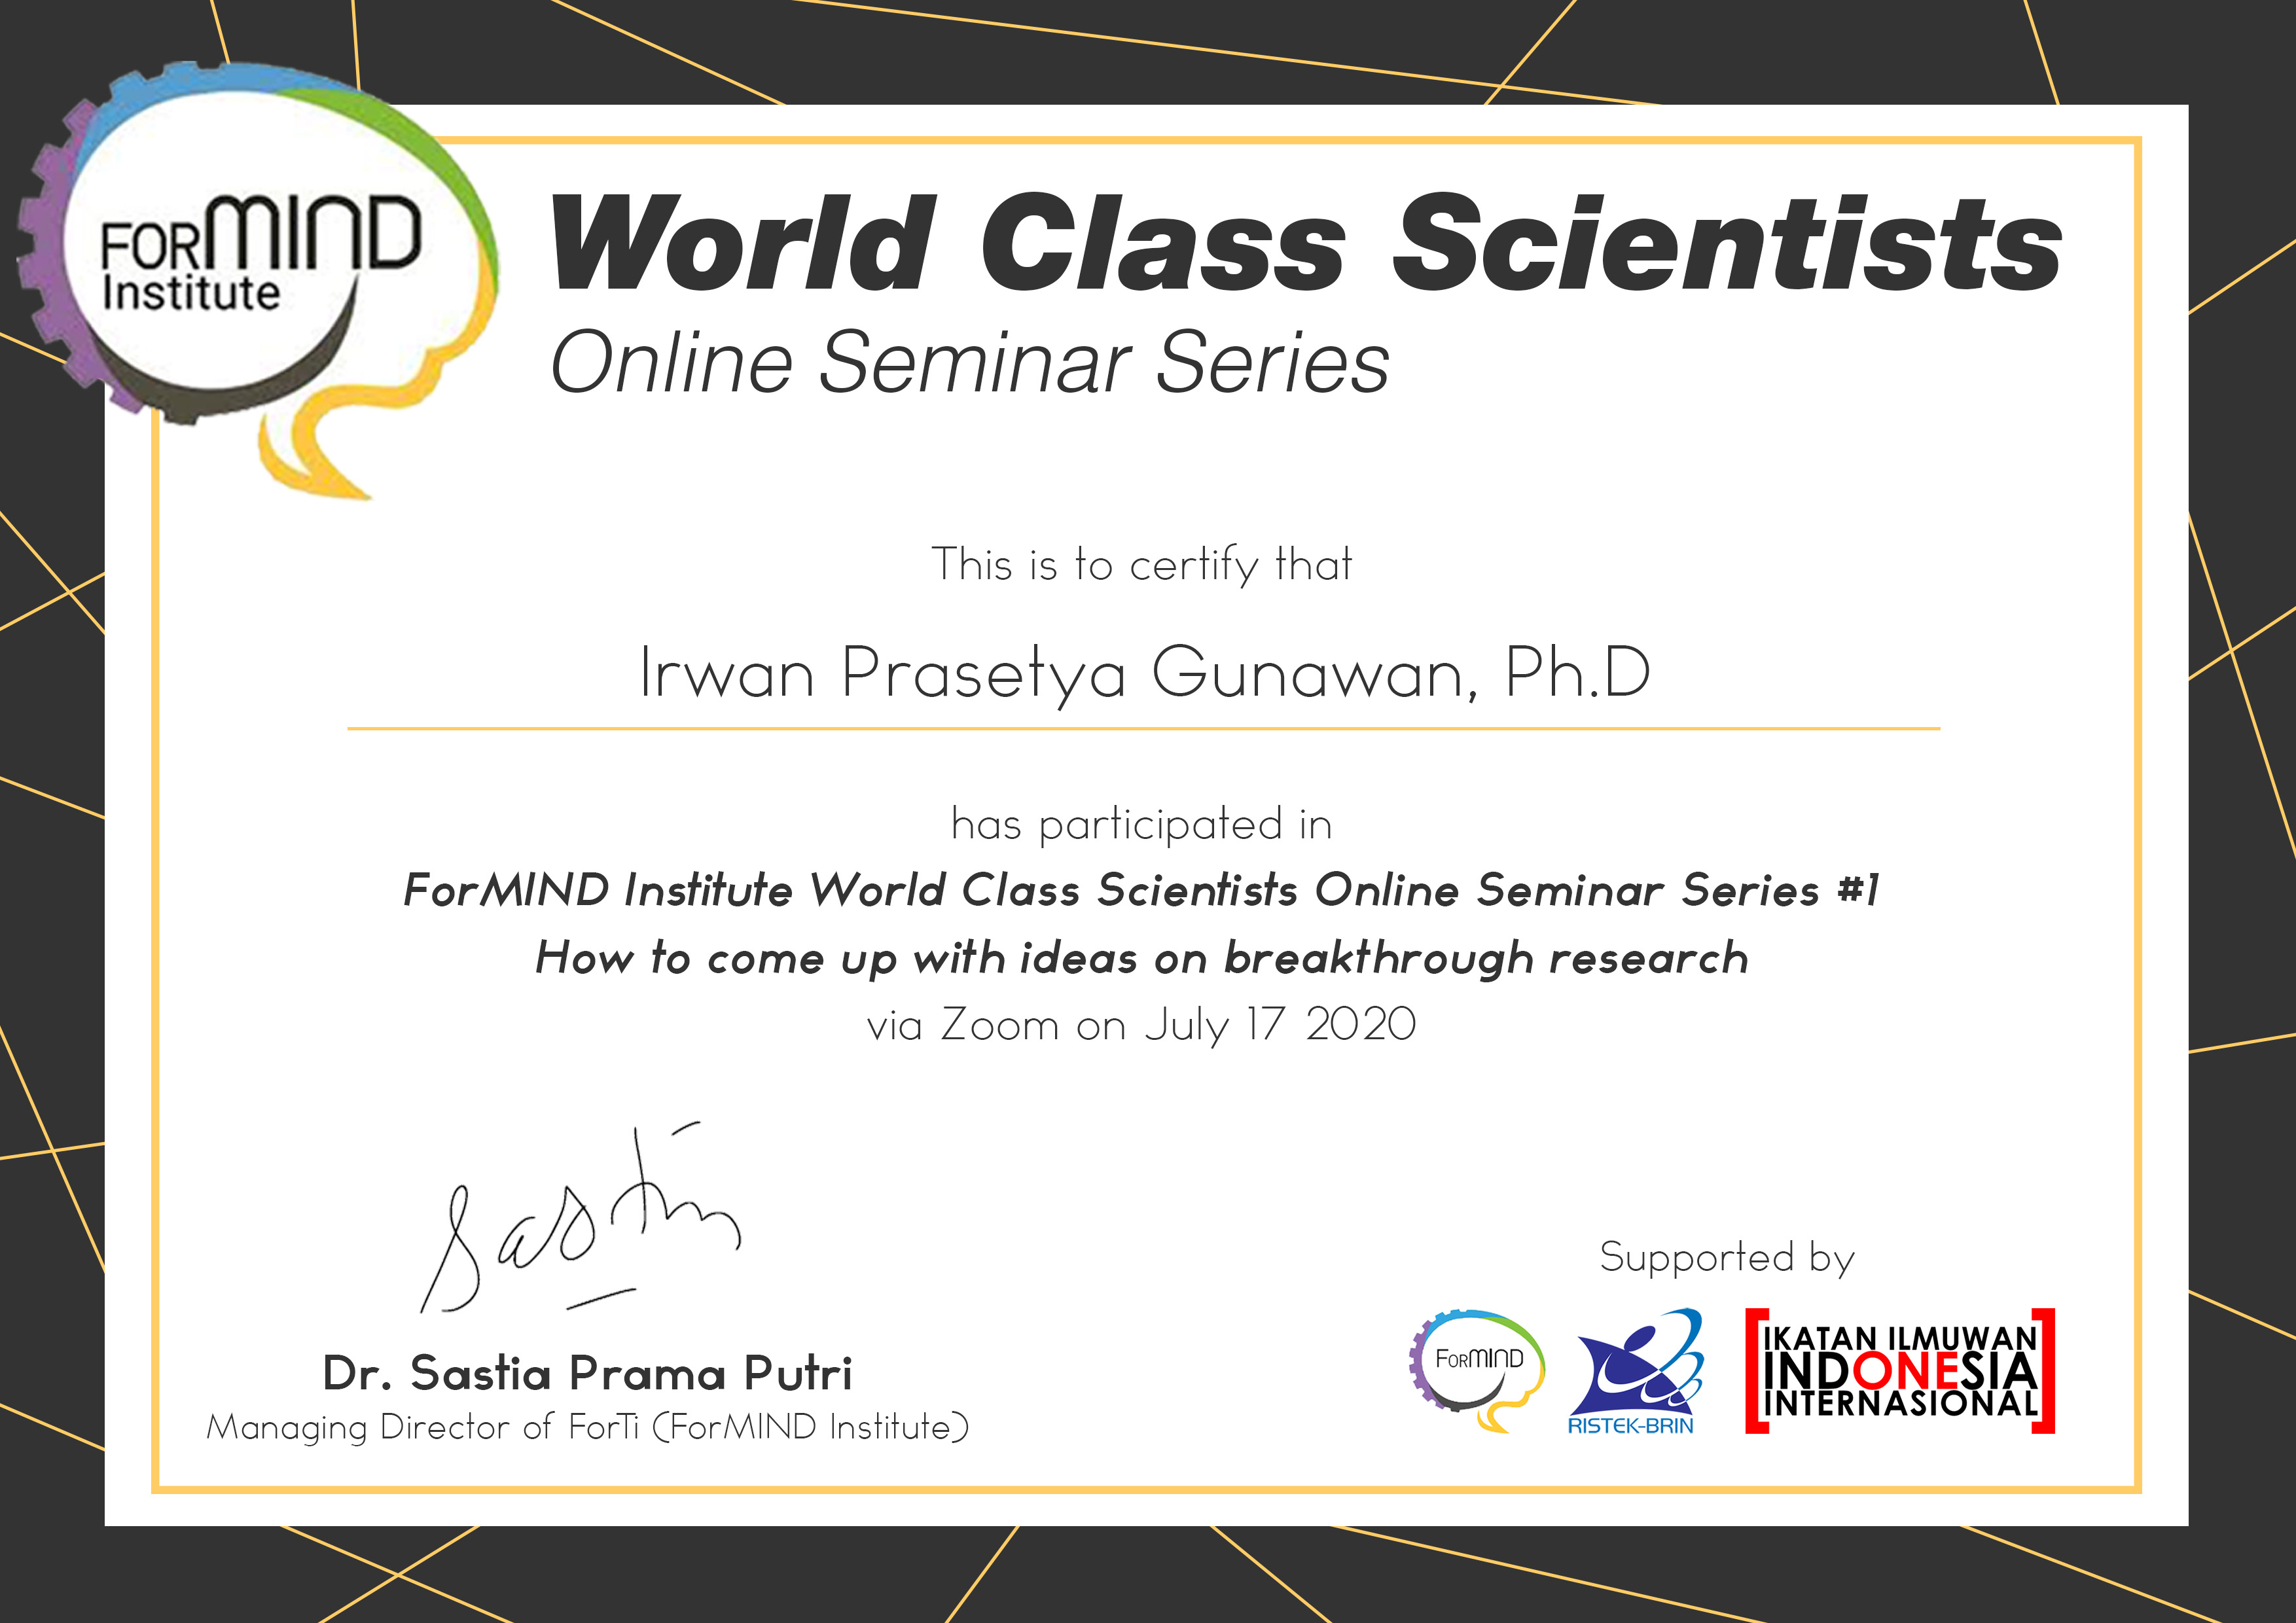 FORMIND
Institute
World Class Scientists
Online Seminar Series
This is to certify that
Irwan Prasetya Gunawan, Ph.D
has participated in
ForMIND Institute World Class Scientists Online Seminar Series #1
How to come up with ideas on breakthrough research
via Zoom on July 17 2020
Sastia
Dr. Sastia Prama Putri
Managing Director of ForTi (ForMIND Institute)
Supported by
FORMIND
RISTEK-BRIN
IKATAN ILMUWAN
INDONESIA
INTERNASIONAL